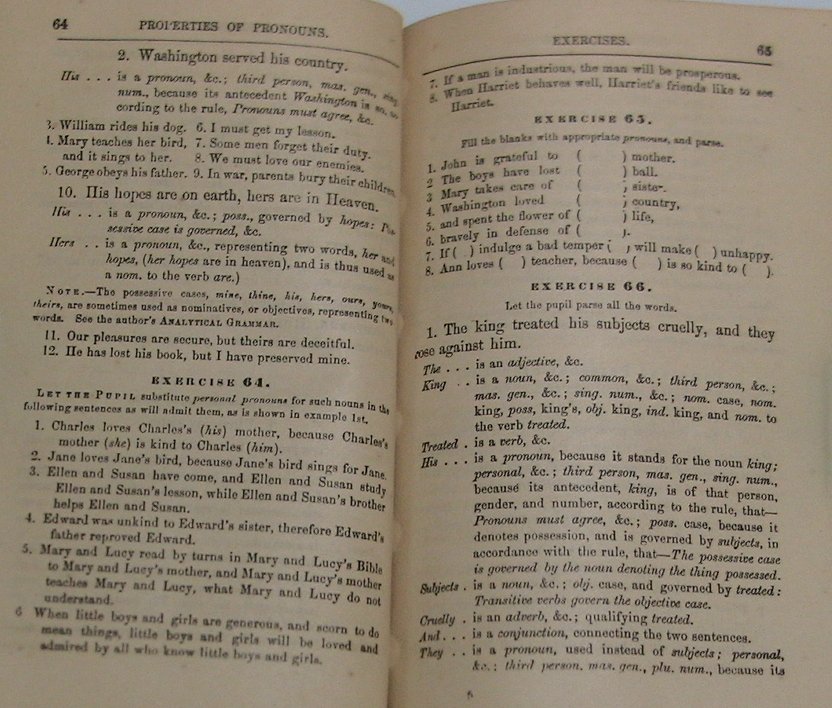 64 PROPERTIES OF PRONOUNS.
2. Washington served his country.
His . . . is a pronoun, &c.; third person, mas. gen., sing.
num., because its antecedent Washington is so, ac-
cording to the rule, Pronouns must agree, &c.
3. William rides his dog. 6. I must get my lesson.
4. Mary teaches her bird, 7. Some men forget their duty.
and it sings to her. 8. We must love our enemies.
5. George obeys his father. 9. In war, parents bury their children.
10. His hopes are on earth, hers are in Heaven.
His . . . is a pronoun, &c.; poss., governed by hopes: Pos-
sessive case is governed, &c.
Hers . . is a pronoun, &c., representing two words, her and
hopes, (her hopes are in heaven), and is thus used as
a nom. to the verb are.)
NOTE.—The possessive cases, mine, thine, his, hers, ours, yours,
theirs, are sometimes used as nominatives, or objectives, representing two
words. See the author's ANALYTICAL GRAMMAR.
11. Our pleasures are secure, but theirs are deceitful.
12. He has lost his book, but I have preserved mine.
EXERCISE 64.
LET THE PUPIL substitute personal pronouns for such nouns in the
following sentences as will admit them, as is shown in example 1st.
1. Charles loves Charles's (his) mother, because Charles's
mother (she) is kind to Charles (him).
2. Jane loves Jane's bird, because Jane's bird sings for Jane.
3. Ellen and Susan have come, and Ellen and Susan study
Ellen and Susan's lesson, while Ellen and Susan's brother
helps Ellen and Susan.
4. Edward was unkind to Edward's sister, therefore Edward's
father reproved Edward.
5. Mary and Lucy read by turns in Mary and Lucy's Bible
to Mary and Lucy's mother, and Mary and Lucy's mother
teaches Mary and Lucy, what Mary and Lucy do not
understand.
6 When little boys and girls are generous, and scorn to do
mean things, little boys and girls will be loved and
admired by all who know little boys and girls.
EXERCISES. 65
7. If a man is industrious, the man will be prosperous.
8. When Harriet behaves well, Harriet's friends like to see
Harriet.
EXERCISE 65.
Fill the blanks with appropriate pronouns, and parse.
1. John is grateful to ( ) mother.
2 The boys have lost ( ) ball.
3 Mary takes care of ( ) sister.
4. Washington loved ( ) country,
5. and spent the flower of ( ) life,
6. bravely in defense of ( ).
7. If ( ) indulge a bad temper ( ) will make ( ) unhappy.
8. Ann loves ( ) teacher, because ( ) is so kind to ( ).
EXERCISE 66.
Let the pupil parse all the words.
1. The king treated his subjects cruelly, and they
rose against him.
The . . . is an adjective, &c.
King . . is a noun, &c.; common, &c.; third person, &c.;
mas. gen., &c.; sing. num., &c.; nom. case, nom.
king, poss, king's, obj. king, ind. king, and nom. to
the verb treated.
Treated . is a verb, &c.
His . . . is a pronoun, because it stands for the noun king;
personal, &c.; third person, mas. gen., sing. num.,
because its antecedent, king, is of that person,
gender, and number, according to the rule, that—
Pronouns must agree, &c.; poss. case, because it
denotes possession, and is governed by subjects, in
accordance with the rule, that—The possessive case
is governed by the noun denoting the thing possessed.
Subjects . is a noun, &c.; obj. case, and governed by treated:
Transitive verbs govern the objective case.
Cruelly . is an adverb, &c.; qualifying treated.
And . . . is a conjunction, connecting the two sentences.
They . . is a pronoun, used instead of subjects; personal,
&c.; third person. mas. gen., plu. num., because its